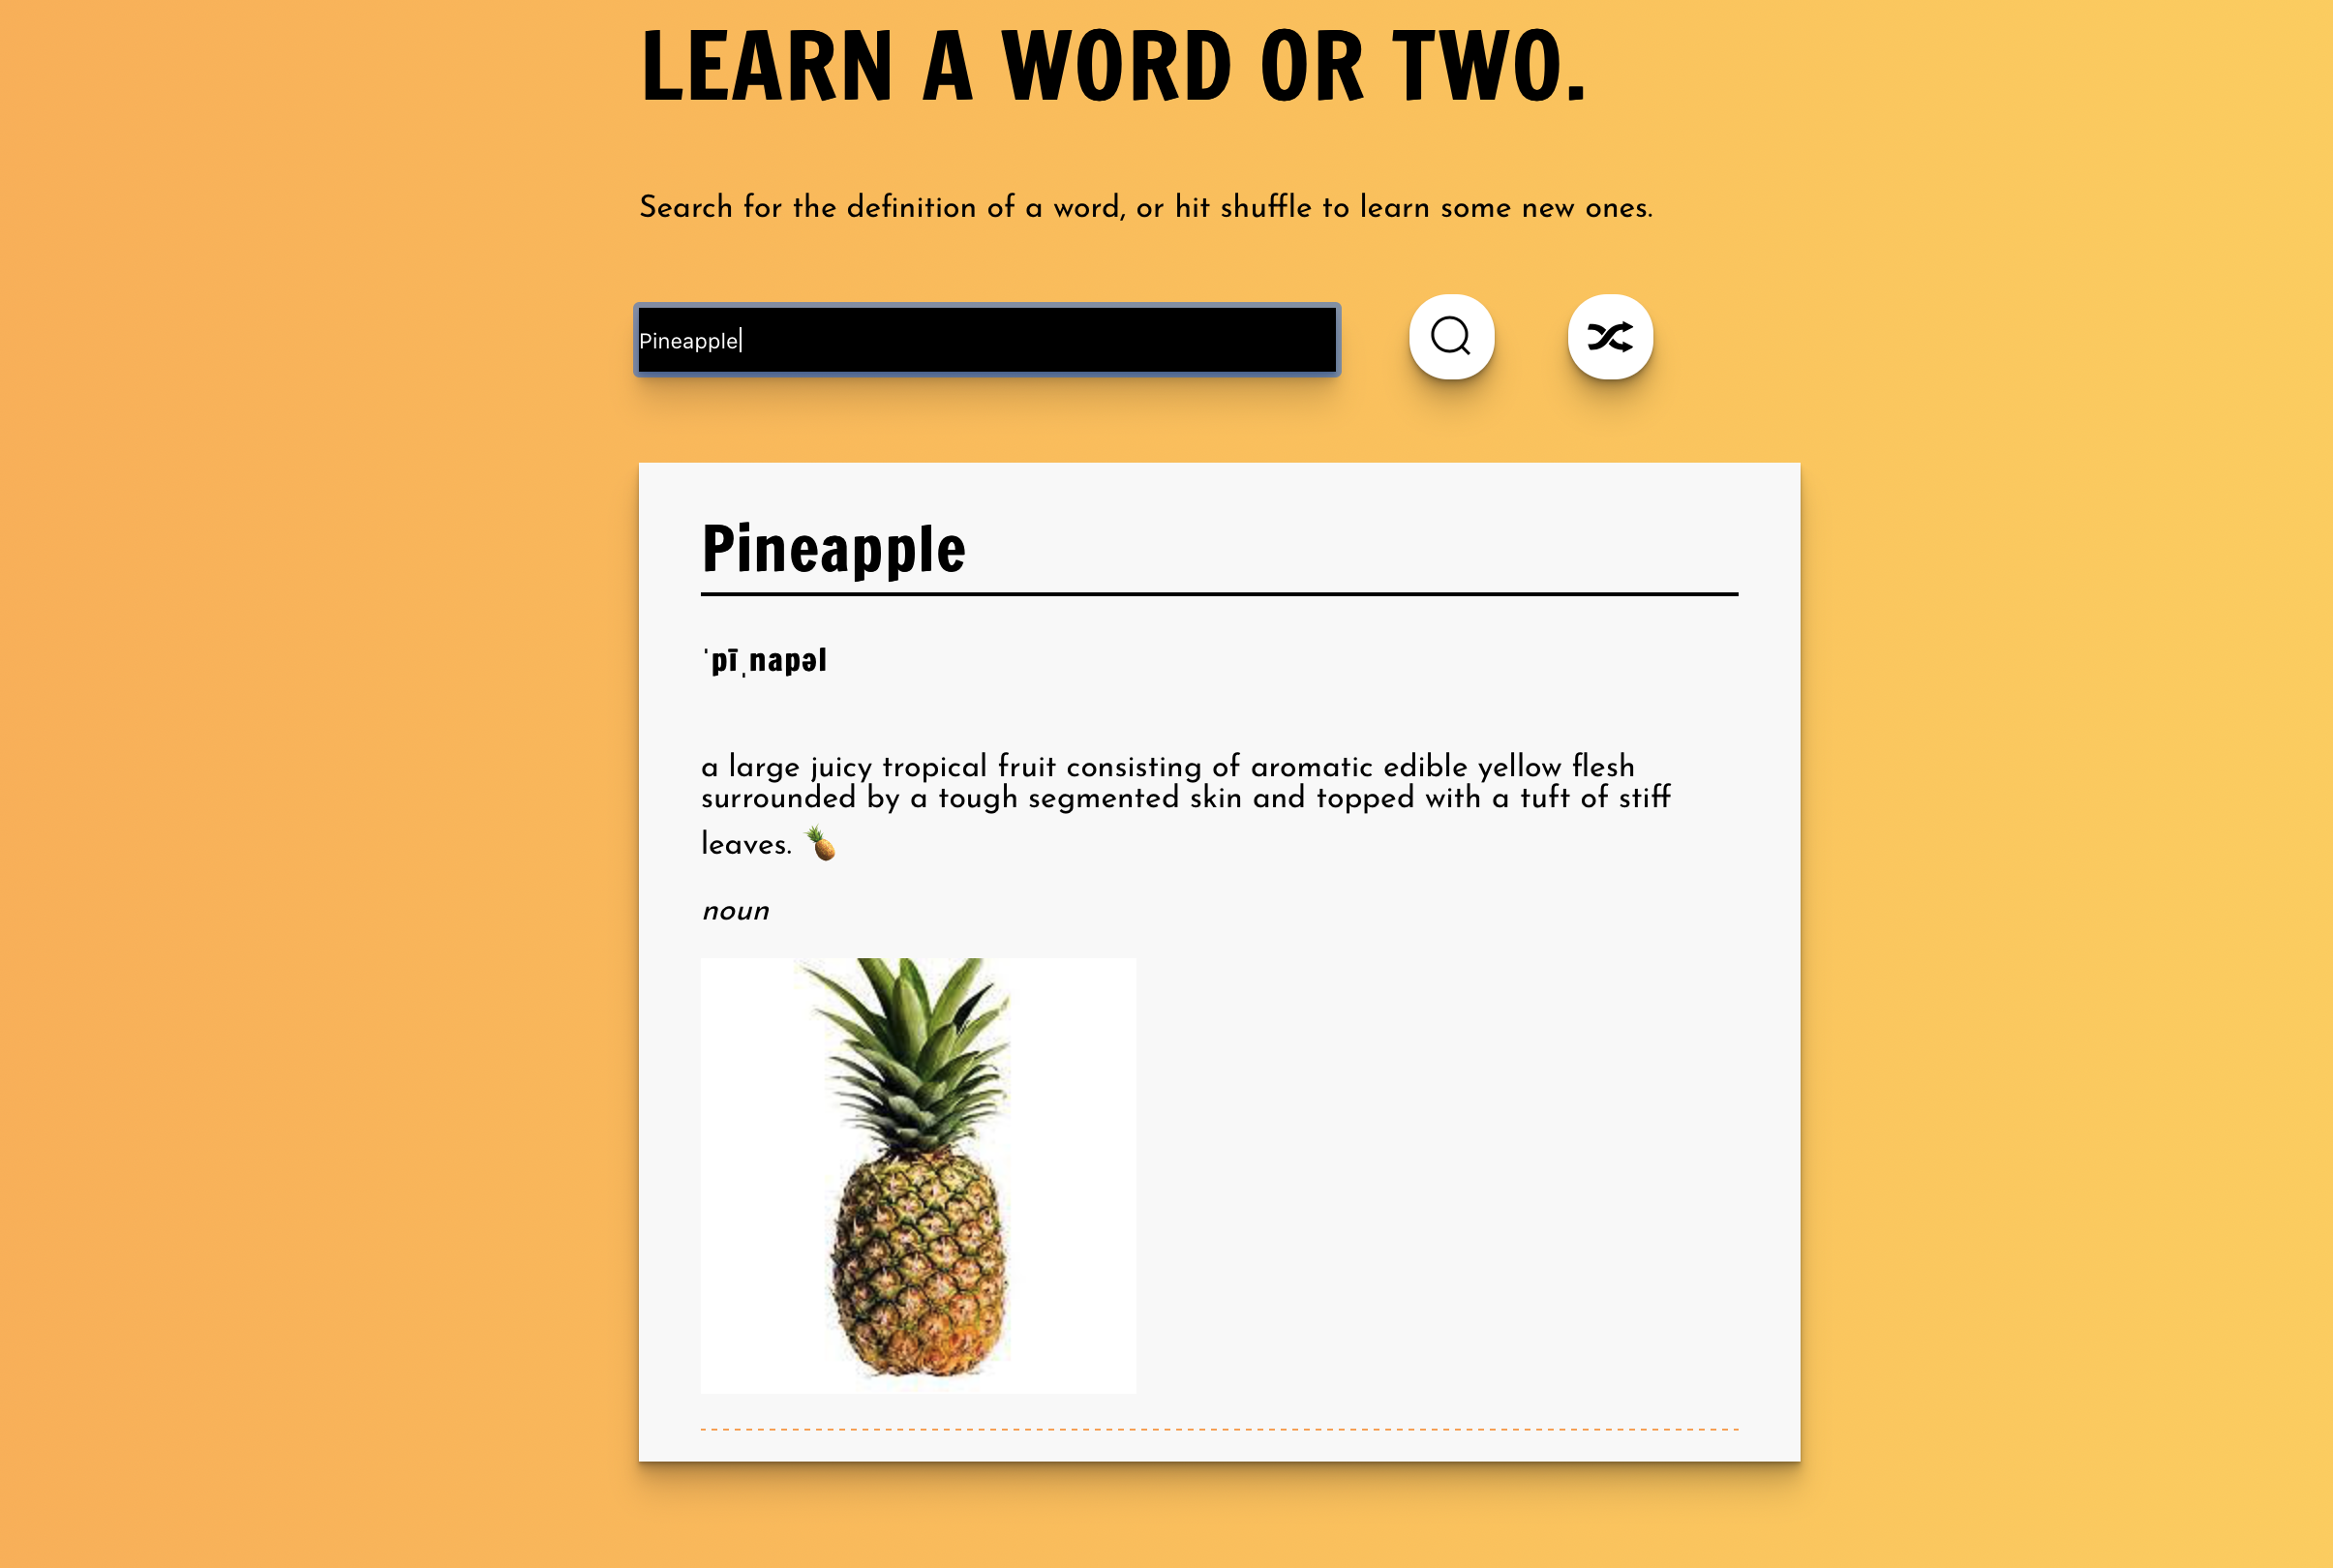 LEARN A WORD OR TWO.
Search for the definition of a word, or hit shuffle to learn some new ones.
Pineapple
Pineapple
ˈpīˌnapəl
a large juicy tropical fruit consisting of aromatic edible yellow flesh
surrounded by a tough segmented skin and topped with a tuft of stiff
leaves. 🍍
noun